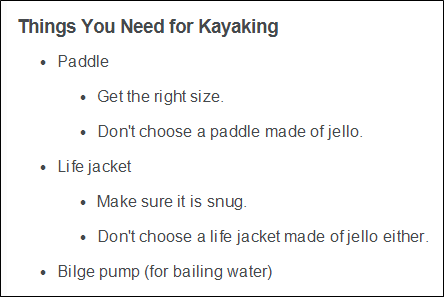 Things You Need for Kayaking
• Paddle
• Get the right size.
• Don't choose a paddle made of jello.
• Life jacket
• Make sure it is snug.
• Don't choose a life jacket made of jello either.
• Bilge pump (for bailing water)